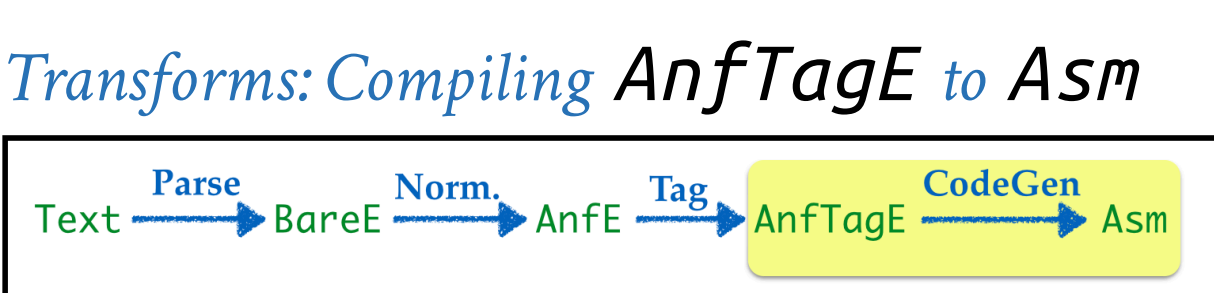 Transforms: Compiling AnfTagE to Asm
Parse Norm. Tag CodeGen
Text BareE AnfE AnfTagE Asm